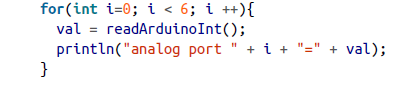 for(int i=0; i < 6; i ++){
val = readArduinoInt();
println("analog port " + i + "=" + val);
}